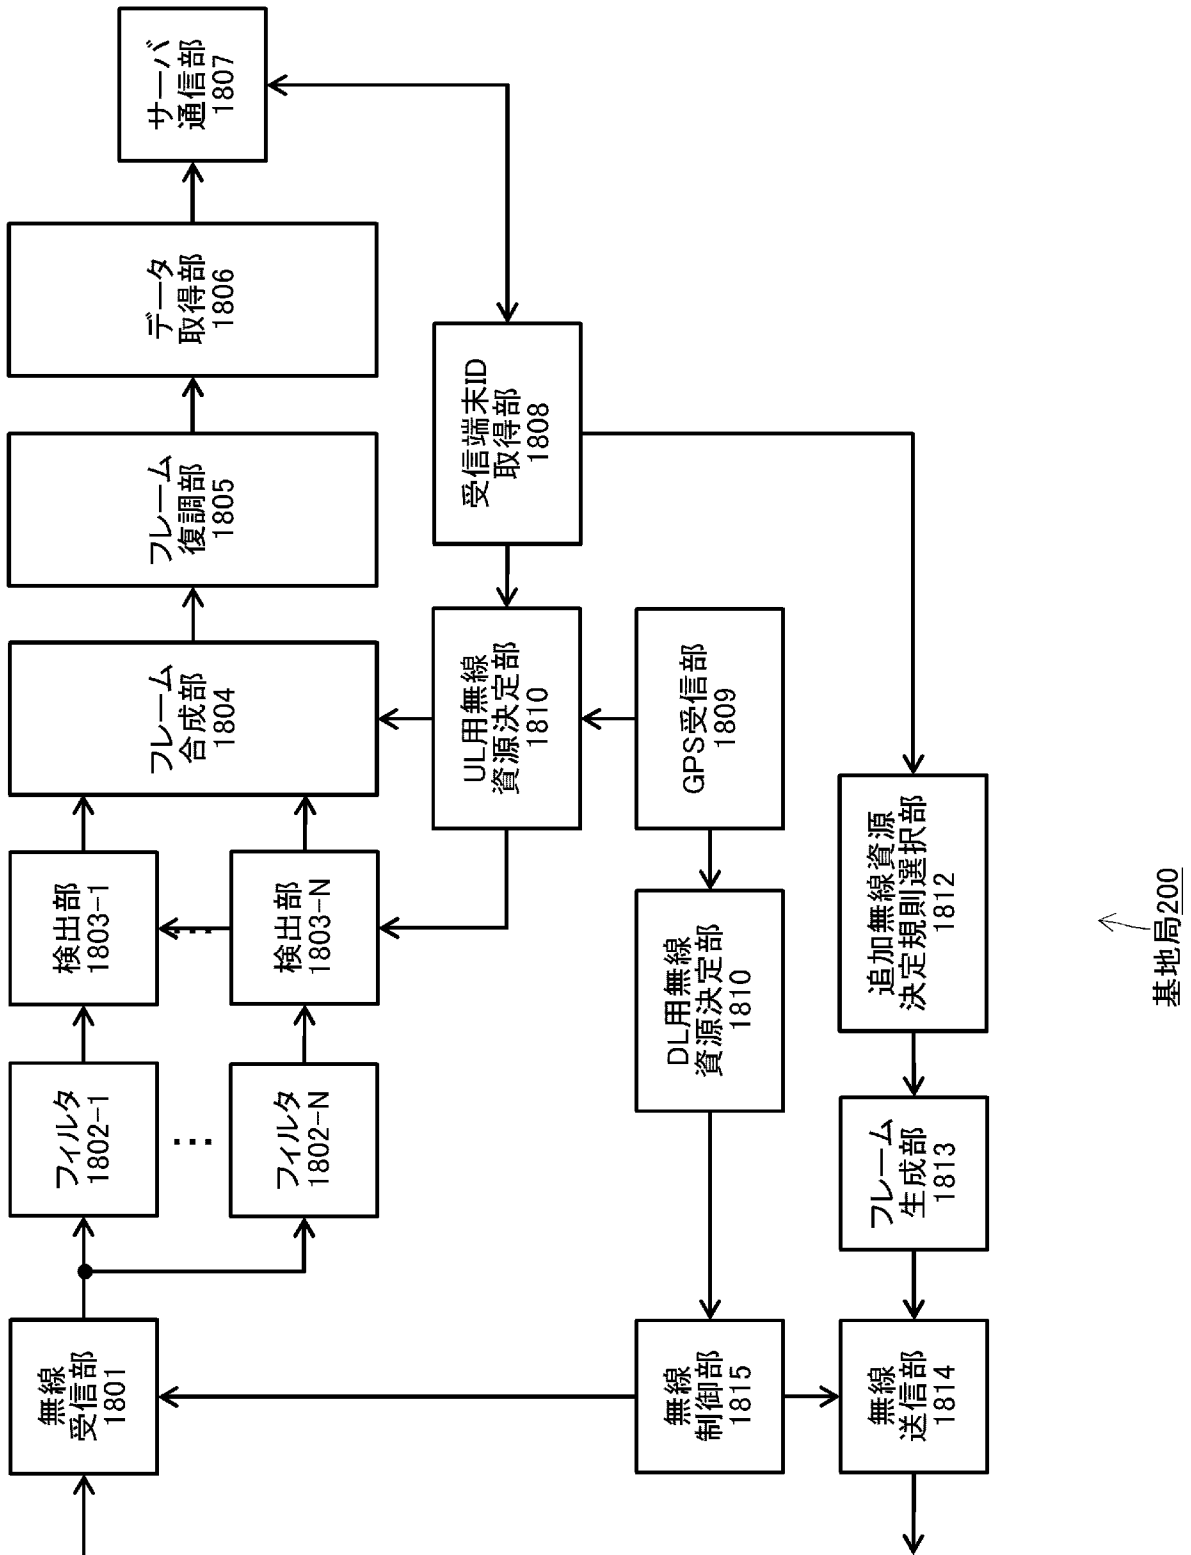 無線
受信部
1801
フィルタ
1802-1
…
フィルタ
1802-N
検出部
1803-1
…
検出部
1803-N
フレーム
合成部
1804
フレーム
復調部
1805
データ
取得部
1806
サーバ
通信部
1807
受信端末ID
取得部
1808
UL用無線
資源決定部
1810
GPS受信部
1809
DL用無線
資源決定部
1810
無線
制御部
1815
追加無線資源
決定規則選択部
1812
フレーム
生成部
1813
無線
送信部
1814
基地局200